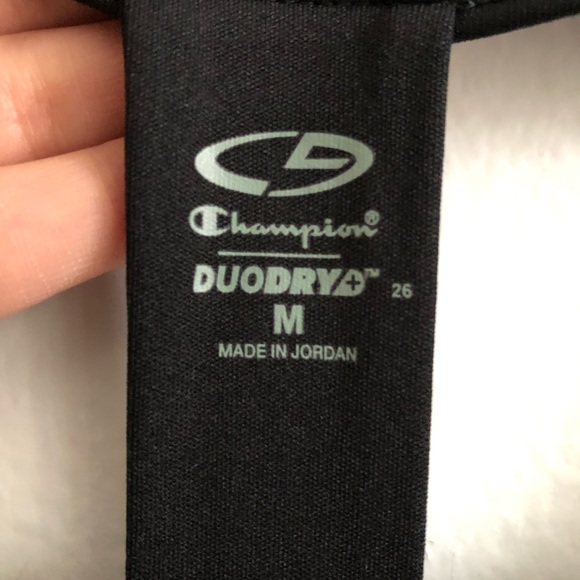 Champion®
DUODRY+™
26
M
MADE IN JORDAN